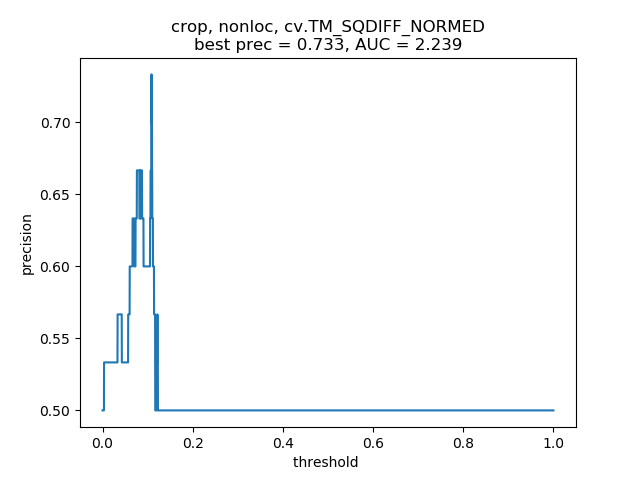 crop, nonloc, cv.TM_SQDIFF_NORMED
best prec = 0.733, AUC = 2.239
0.70
0.65
0.60
0.55
0.50
precision
0.0 0.2 0.4 0.6 0.8 1.0
threshold